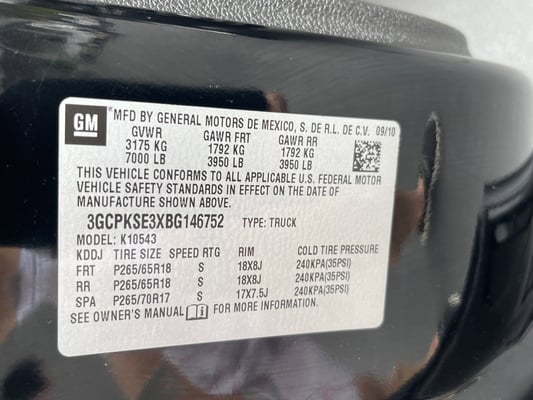 GM
*MFD BY GENERAL MOTORS DE MEXICO, S. DE R.L. DE C.V. 09/10
GVWR GAWR FRT GAWR RR
3175 KG 1792 KG 1792 KG
7000 LB 3950 LB 3950 LB
THIS VEHICLE CONFORMS TO ALL APPLICABLE U.S. FEDERAL MOTOR
VEHICLE SAFETY STANDARDS IN EFFECT ON THE DATE OF
MANUFACTURE SHOWN ABOVE.
3GCPKSE3XBG146752 TYPE: TRUCK
MODEL: K10543
KDDJ TIRE SIZE SPEED RTG RIM COLD TIRE PRESSURE
FRT P265/65R18 S 18X8J 240KPA(35PSI)
RR P265/65R18 S 18X8J 240KPA(35PSI)
SPA P265/70R17 S 17X7.5J 240KPA(35PSI)
SEE OWNER'S MANUAL FOR MORE INFORMATION.